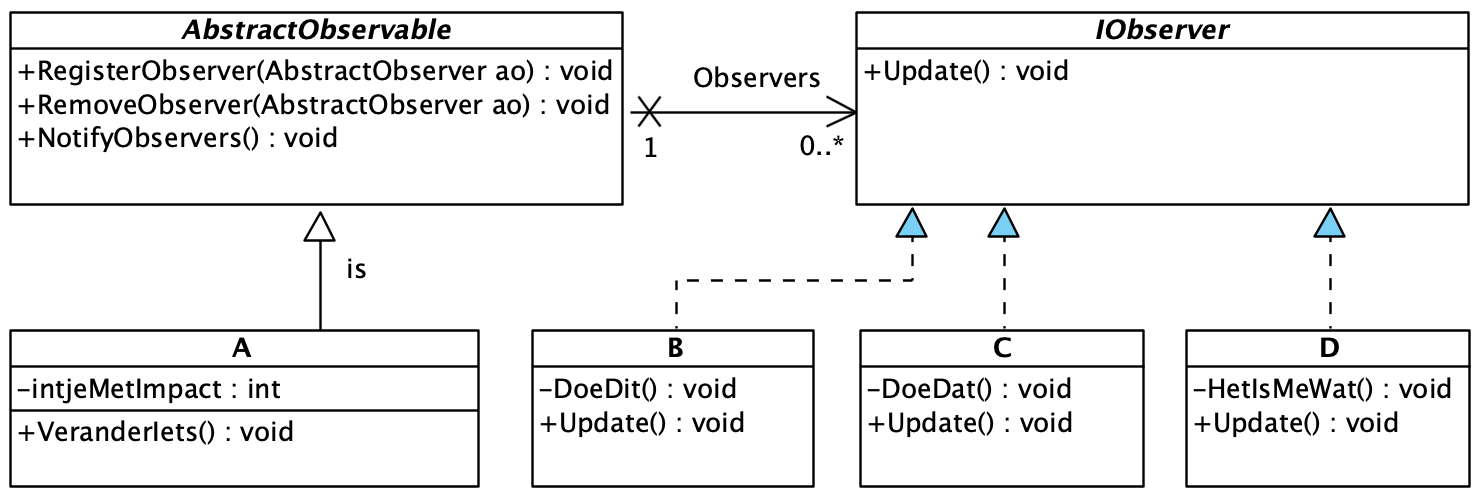 AbstractObservable
+RegisterObserver(AbstractObserver ao) : void
+RemoveObserver(AbstractObserver ao) : void
+NotifyObservers() : void
Observers
1
0..*
IObserver
+Update() : void
is
A
–intjeMetImpact : int
+VeranderIets() : void
B
–DoeDit() : void
+Update() : void
C
–DoeDat() : void
+Update() : void
D
–HetIsMeWat() : void
+Update() : void